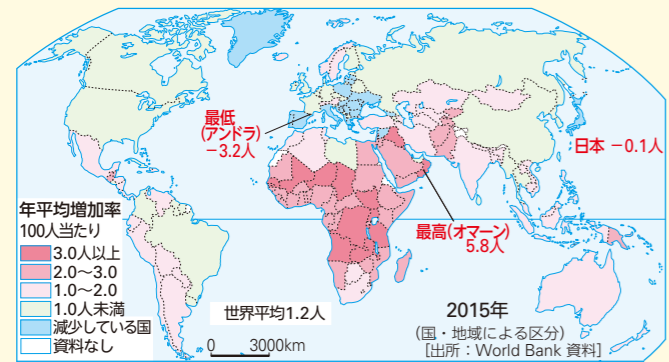 最低
(アンドラ)
−3.2人
日本 −0.1人
最高(オマーン)
5.8人
年平均増加率
100人当たり
3.0人以上
2.0〜3.0
1.0〜2.0
1.0人未満
減少している国
資料なし
世界平均1.2人
0 3000km
2015年
(国・地域による区分)
[出所:World Bank 資料]